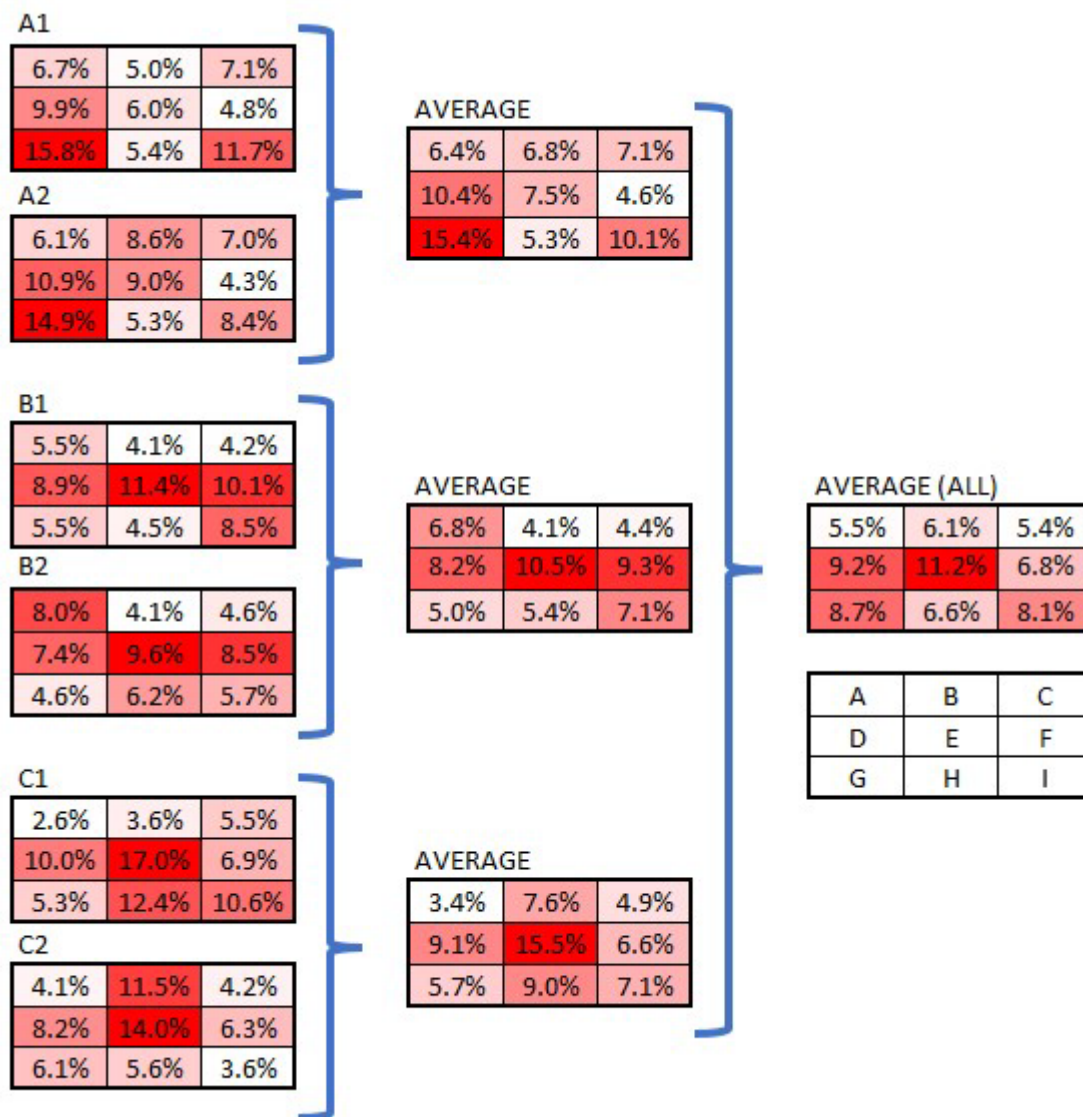 A1
6.7% 5.0% 7.1%
9.9% 6.0% 4.8%
15.8% 5.4% 11.7%
A2
6.1% 8.6% 7.0%
10.9% 9.0% 4.3%
14.9% 5.3% 8.4%
AVERAGE
6.4% 6.8% 7.1%
10.4% 7.5% 4.6%
15.4% 5.3% 10.1%
B1
5.5% 4.1% 4.2%
8.9% 11.4% 10.1%
5.5% 4.5% 8.5%
B2
8.0% 4.1% 4.6%
7.4% 9.6% 8.5%
4.6% 6.2% 5.7%
AVERAGE
6.8% 4.1% 4.4%
8.2% 10.5% 9.3%
5.0% 5.4% 7.1%
C1
2.6% 3.6% 5.5%
10.0% 17.0% 6.9%
5.3% 12.4% 10.6%
C2
4.1% 11.5% 4.2%
8.2% 14.0% 6.3%
6.1% 5.6% 3.6%
AVERAGE
3.4% 7.6% 4.9%
9.1% 15.5% 6.6%
5.7% 9.0% 7.1%
AVERAGE (ALL)
5.5% 6.1% 5.4%
9.2% 11.2% 6.8%
8.7% 6.6% 8.1%
A B C
D E F
G H I